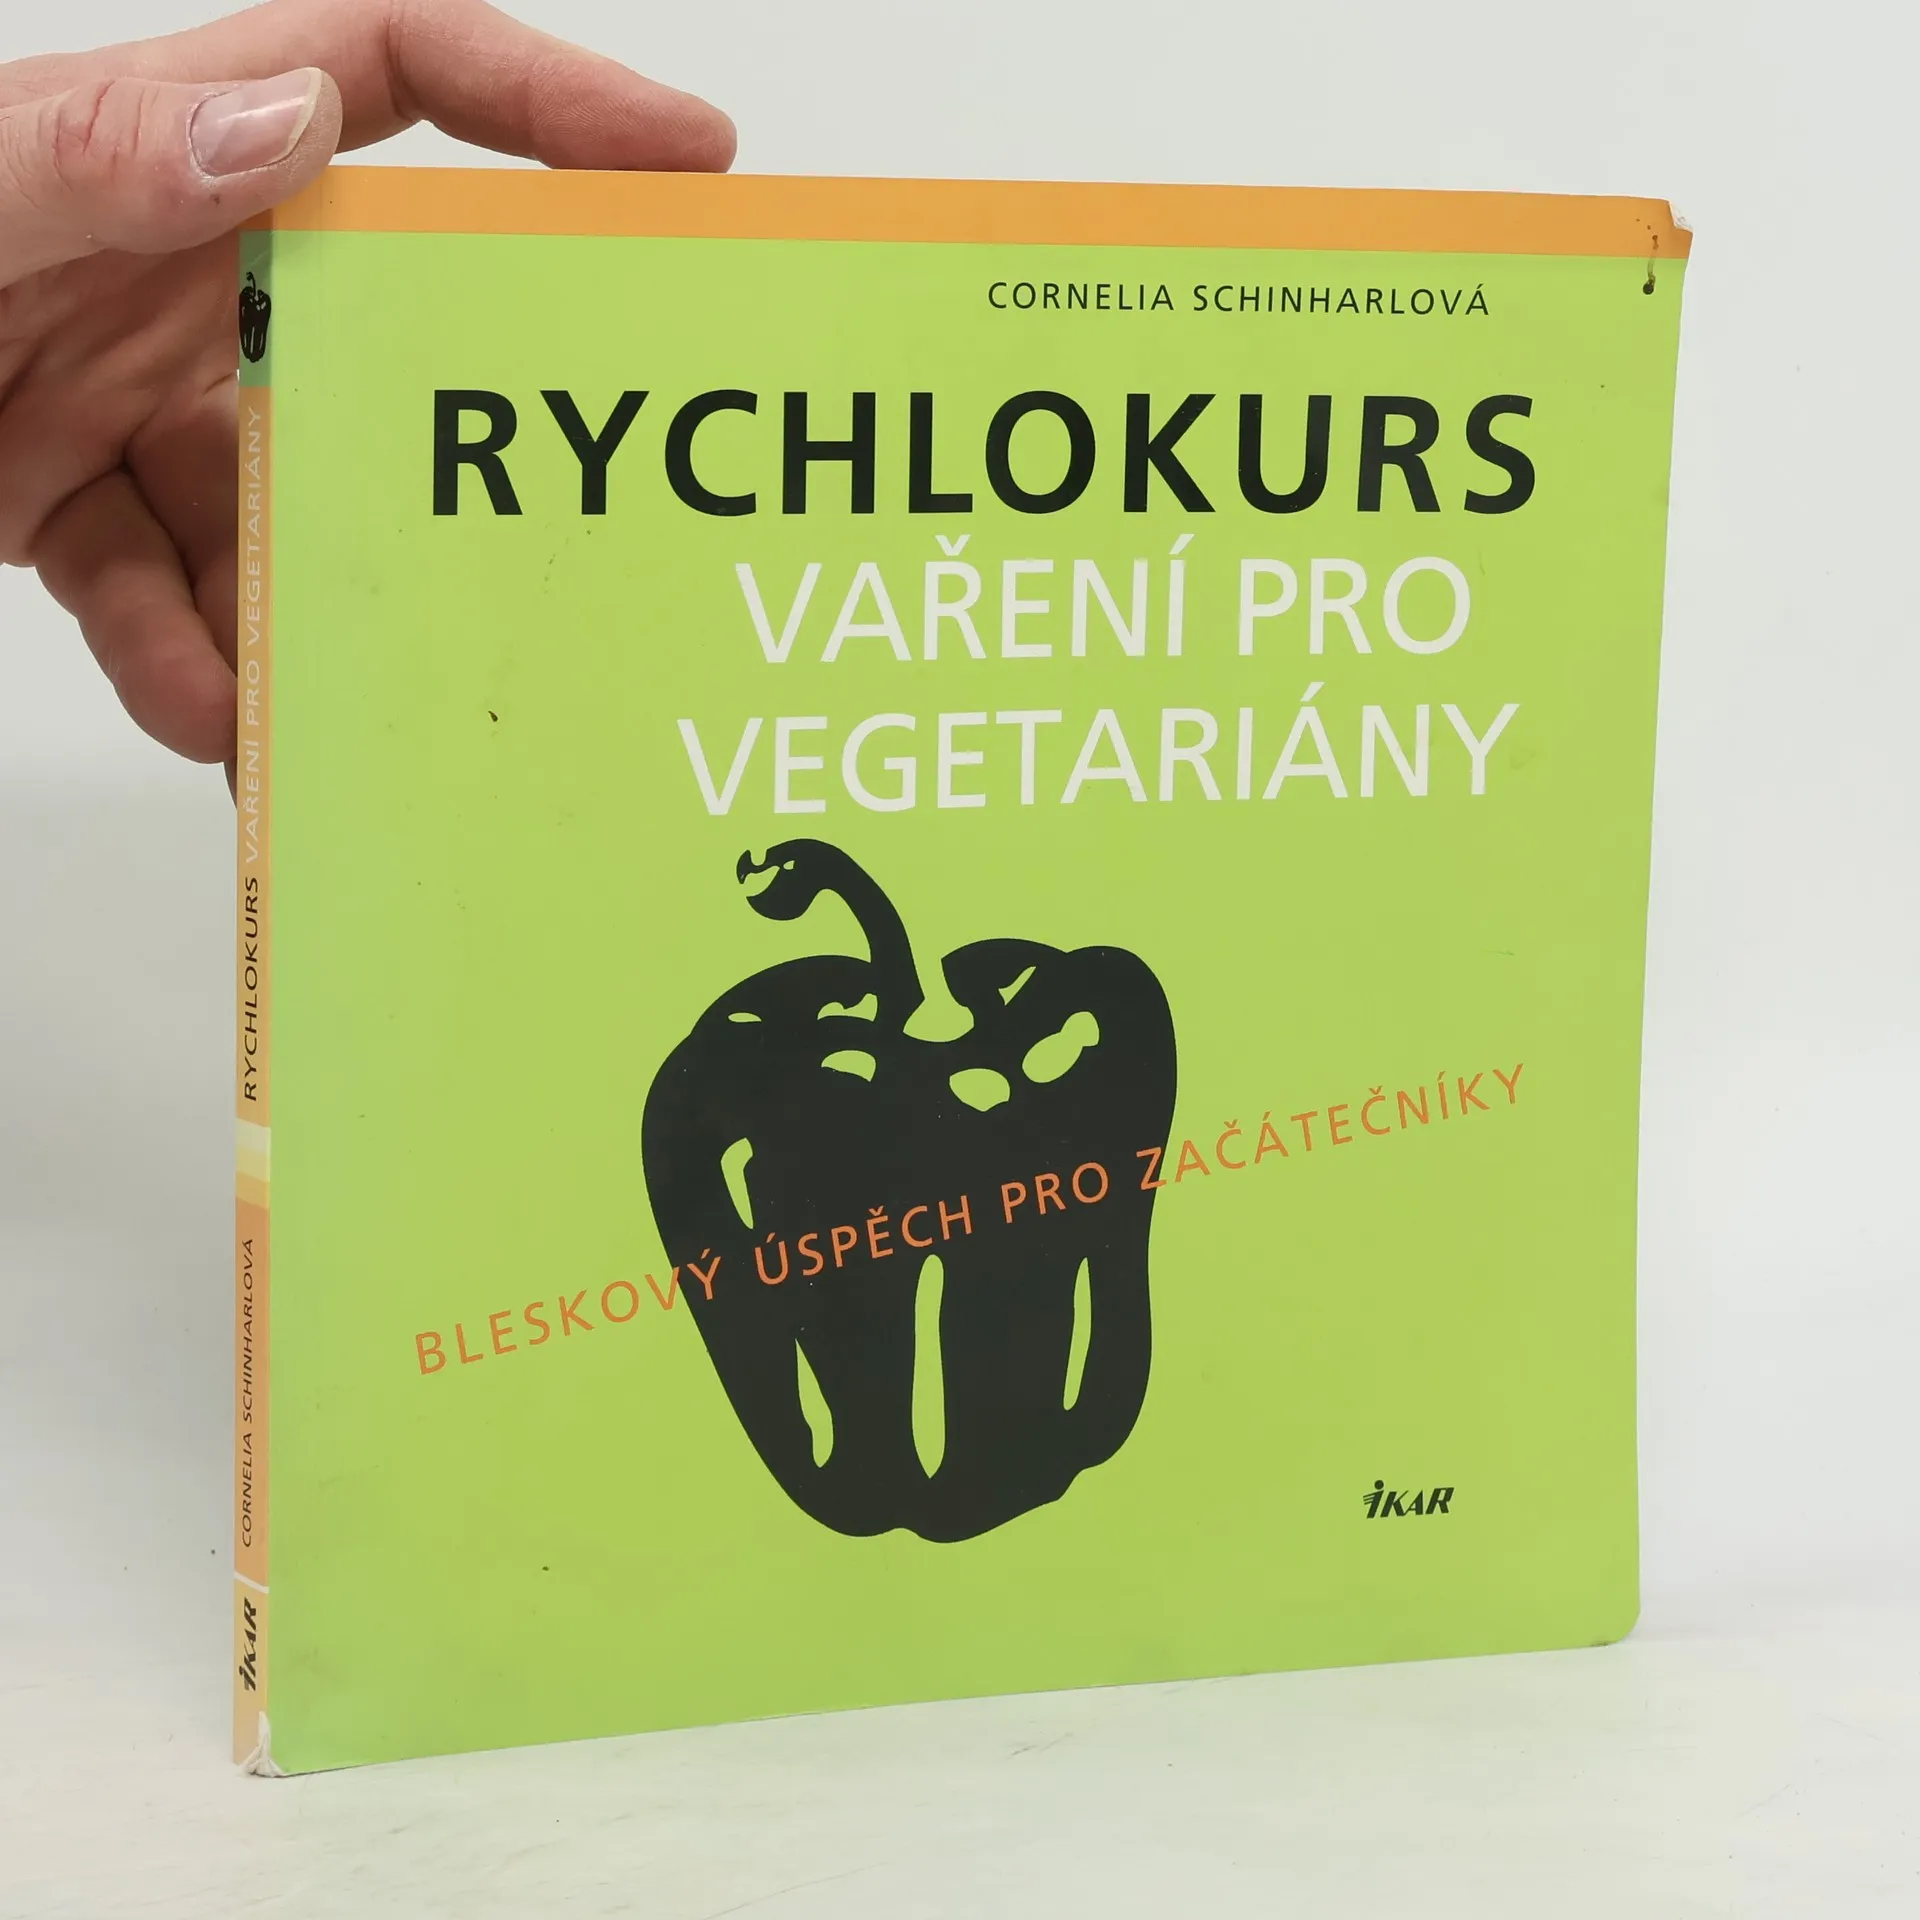 CORNELIA SCHINHARLOVÁ
RYCHLOKURS
VAŘENÍ PRO
VEGETARIÁNY
BLESKOVÝ ÚSPĚCH PRO ZAČÁTEČNÍKY
IKAR
RYCHLOKURS VAŘENÍ PRO VEGETARIÁNY
CORNELIA SCHINHARLOVÁ
IKAR